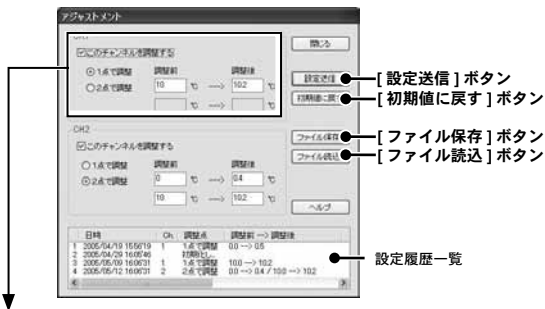 アジャストメント
CH1
このチャンネルを調整する
1点で調整 調整前 調整後
2点で調整 10 ℃ ---> 10.2 ℃
℃ ---> ℃
閉じる
設定送信
初期値に戻す
[ 設定送信 ] ボタン
[ 初期値に戻す ] ボタン
CH2
このチャンネルを調整する
1点で調整 調整前 調整後
2点で調整 0 ℃ ---> 0.4 ℃
10 ℃ ---> 10.2 ℃
ファイル保存
ファイル読込
ヘルプ
[ ファイル保存 ] ボタン
[ ファイル読込 ] ボタン
日時 Ch. 調整点 調整前 --> 調整後
1 2005/04/19 15:56'19 1 1点で調整 0.0 --> 0.5
2 2005/04/29 16:05'46 初期化し..
3 2005/05/09 16:06'31 1 1点で調整 10.0 --> 10.2
4 2005/05/12 16:06'31 2 2点で調整 0.0 --> 0.4 / 10.0 --> 10.2
設定履歴一覧